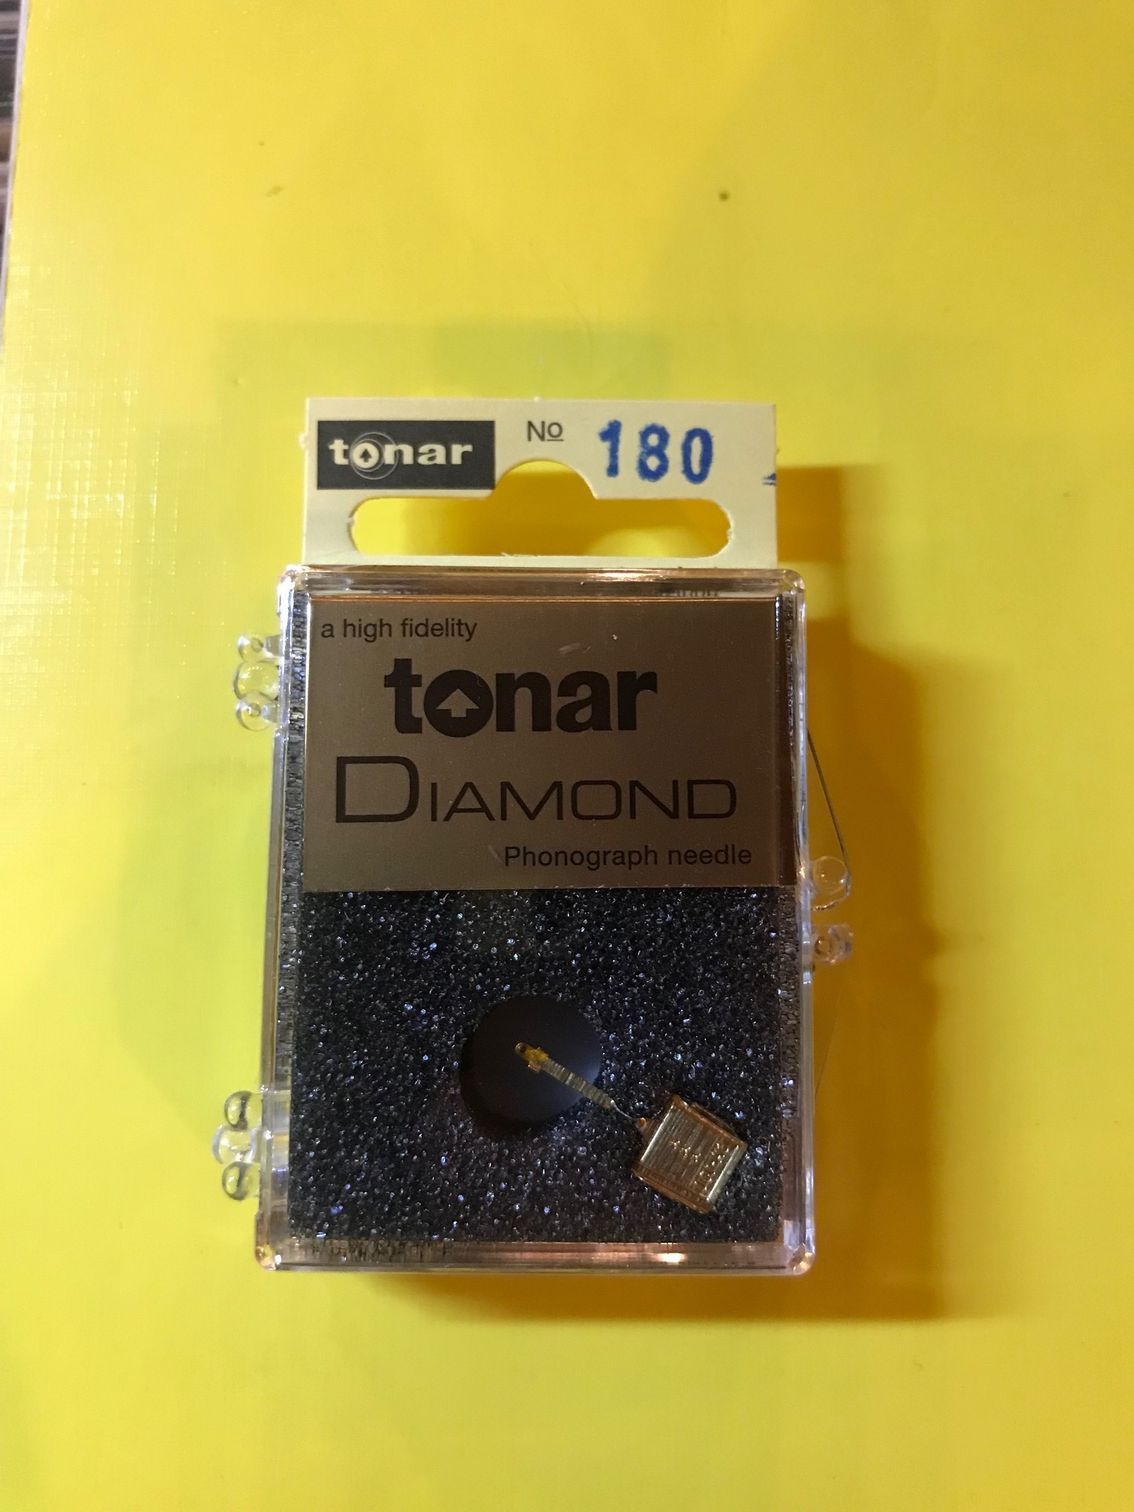 tonar No 180
a high fidelity
tonar
DIAMOND
Phonograph needle